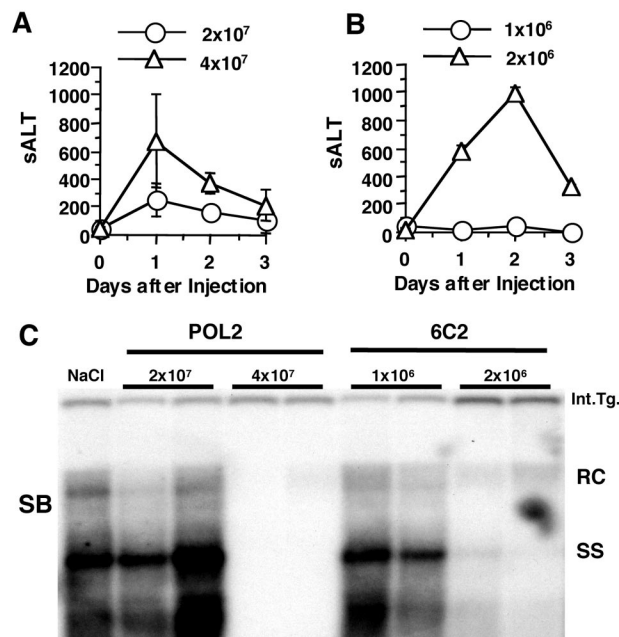 A
2x10⁷
4x10⁷
sALT
1200
1000
800
600
400
200
0
0 1 2 3
Days after Injection
B
1x10⁶
2x10⁶
sALT
1200
1000
800
600
400
200
0
0 1 2 3
Days after Injection
C
POL2 6C2
NaCl 2x10⁷ 4x10⁷ 1x10⁶ 2x10⁶
Int.Tg.
RC
SB
SS